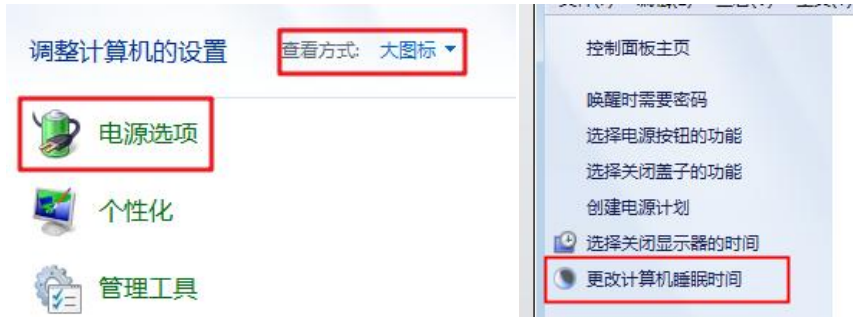 调整计算机的设置
查看方式: 大图标
电源选项
个性化
管理工具
控制面板主页
唤醒时需要密码
选择电源按钮的功能
选择关闭盖子的功能
创建电源计划
选择关闭显示器的时间
更改计算机睡眠时间